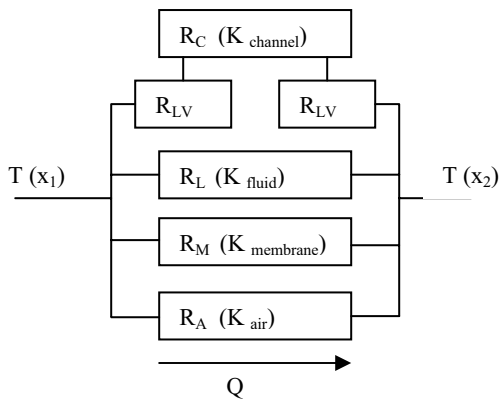 R_C (K channel)
R_LV R_LV
T (x_1) T (x_2)
R_L (K fluid)
R_M (K membrane)
R_A (K air)
Q